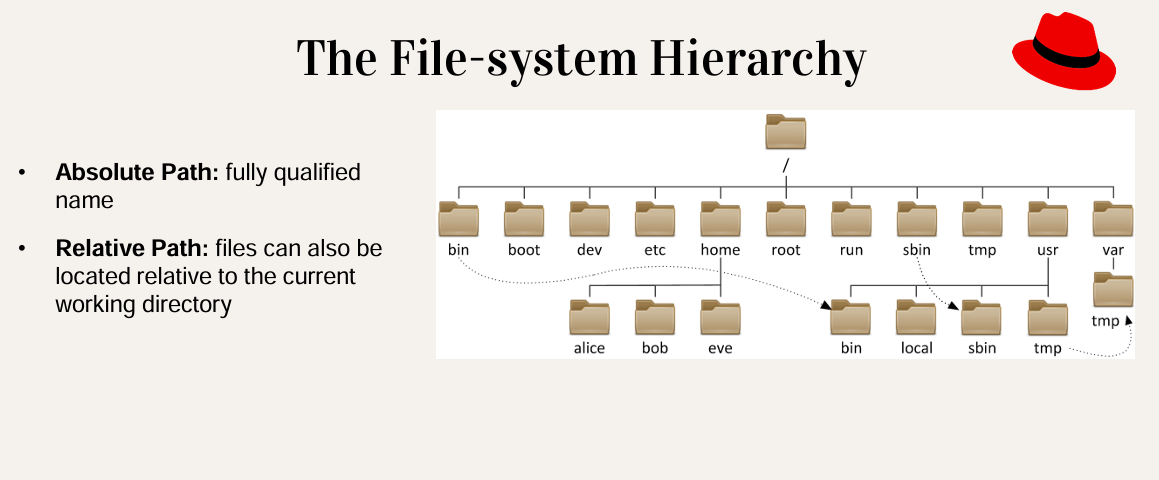 The File-system Hierarchy
• Absolute Path: fully qualified
name
• Relative Path: files can also be
located relative to the current
working directory
/
bin boot dev etc home root run sbin tmp usr var
tmp
alice bob eve bin local sbin tmp